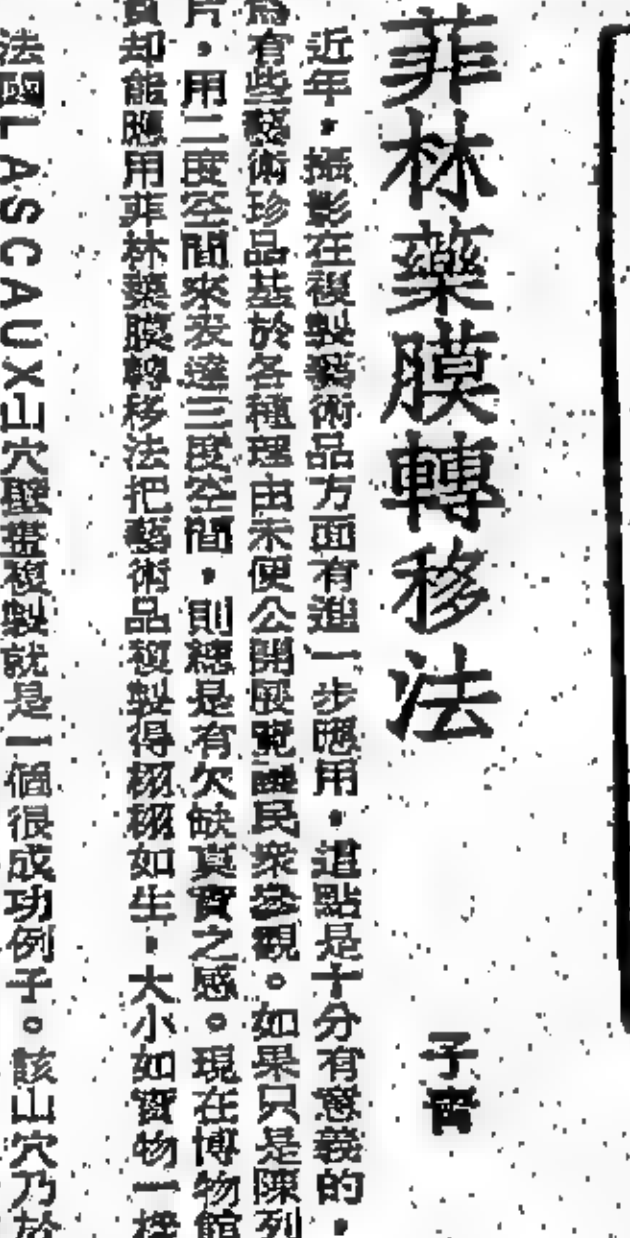 菲林藥膜轉移法
子
近年,攝影在複製藝術品方面有進一步應用,這點是十分有意義的,
為有些藝術珍品基於各種理由未便公開展覽讓民衆參觀。如果只是陳列
片,用二度空間來表達三度空間,則總是有欠缺真實之感。現在博物館
員却能應用菲林藥膜轉移法把藝術品複製得栩栩如生,大小如實物一樣
法國LASCAUX山穴壁畫複製就是一個很成功例子。該山穴乃於